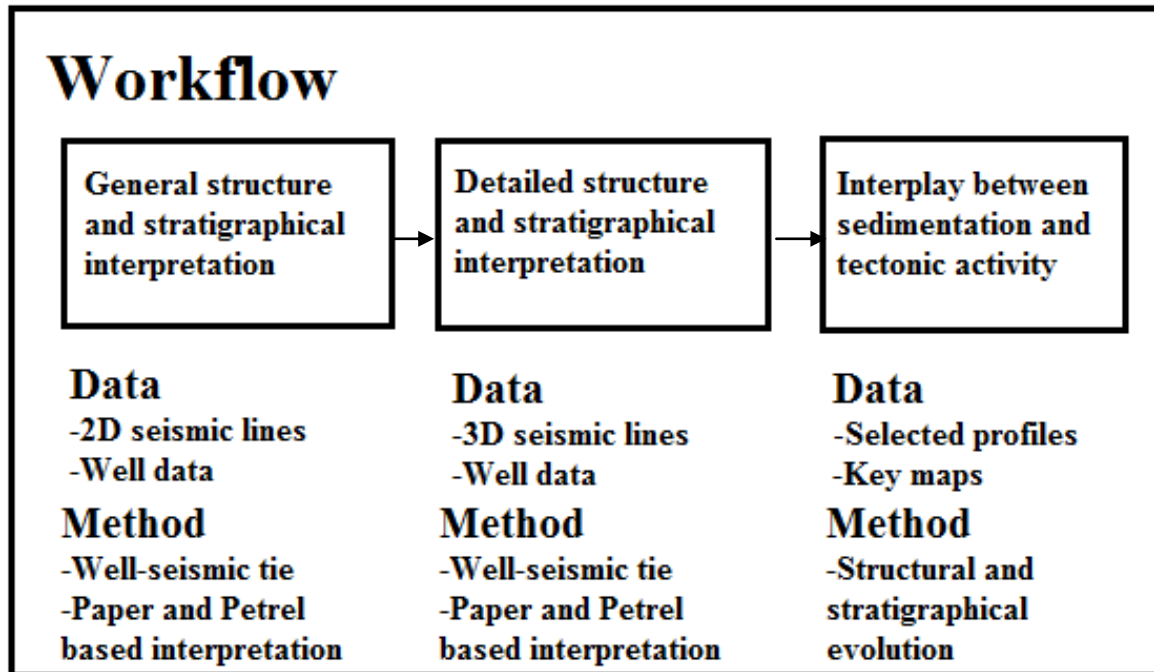 Workflow
General structure
and stratigraphical
interpretation
Detailed structure
and stratigraphical
interpretation
Interplay between
sedimentation and
tectonic activity
Data
-2D seismic lines
-Well data
Method
-Well-seismic tie
-Paper and Petrel
based interpretation
Data
-3D seismic lines
-Well data
Method
-Well-seismic tie
-Paper and Petrel
based interpretation
Data
-Selected profiles
-Key maps
Method
-Structural and
stratigraphical
evolution